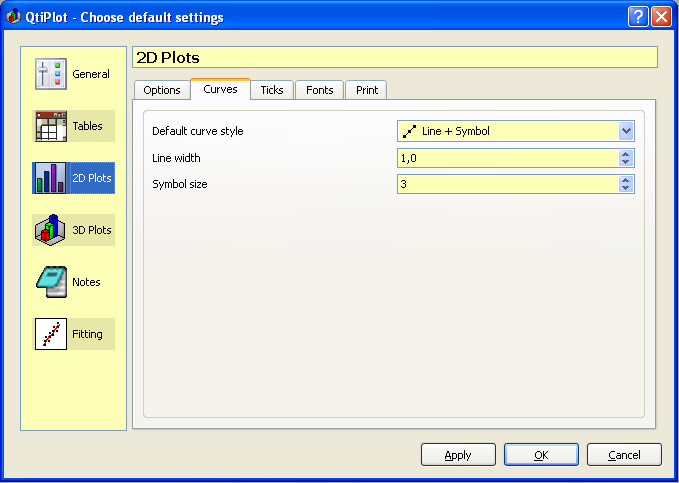 QtiPlot - Choose default settings
General
Tables
2D Plots
3D Plots
Notes
Fitting
2D Plots
Options Curves Ticks Fonts Print
Default curve style Line + Symbol
Line width 1,0
Symbol size 3
Apply OK Cancel